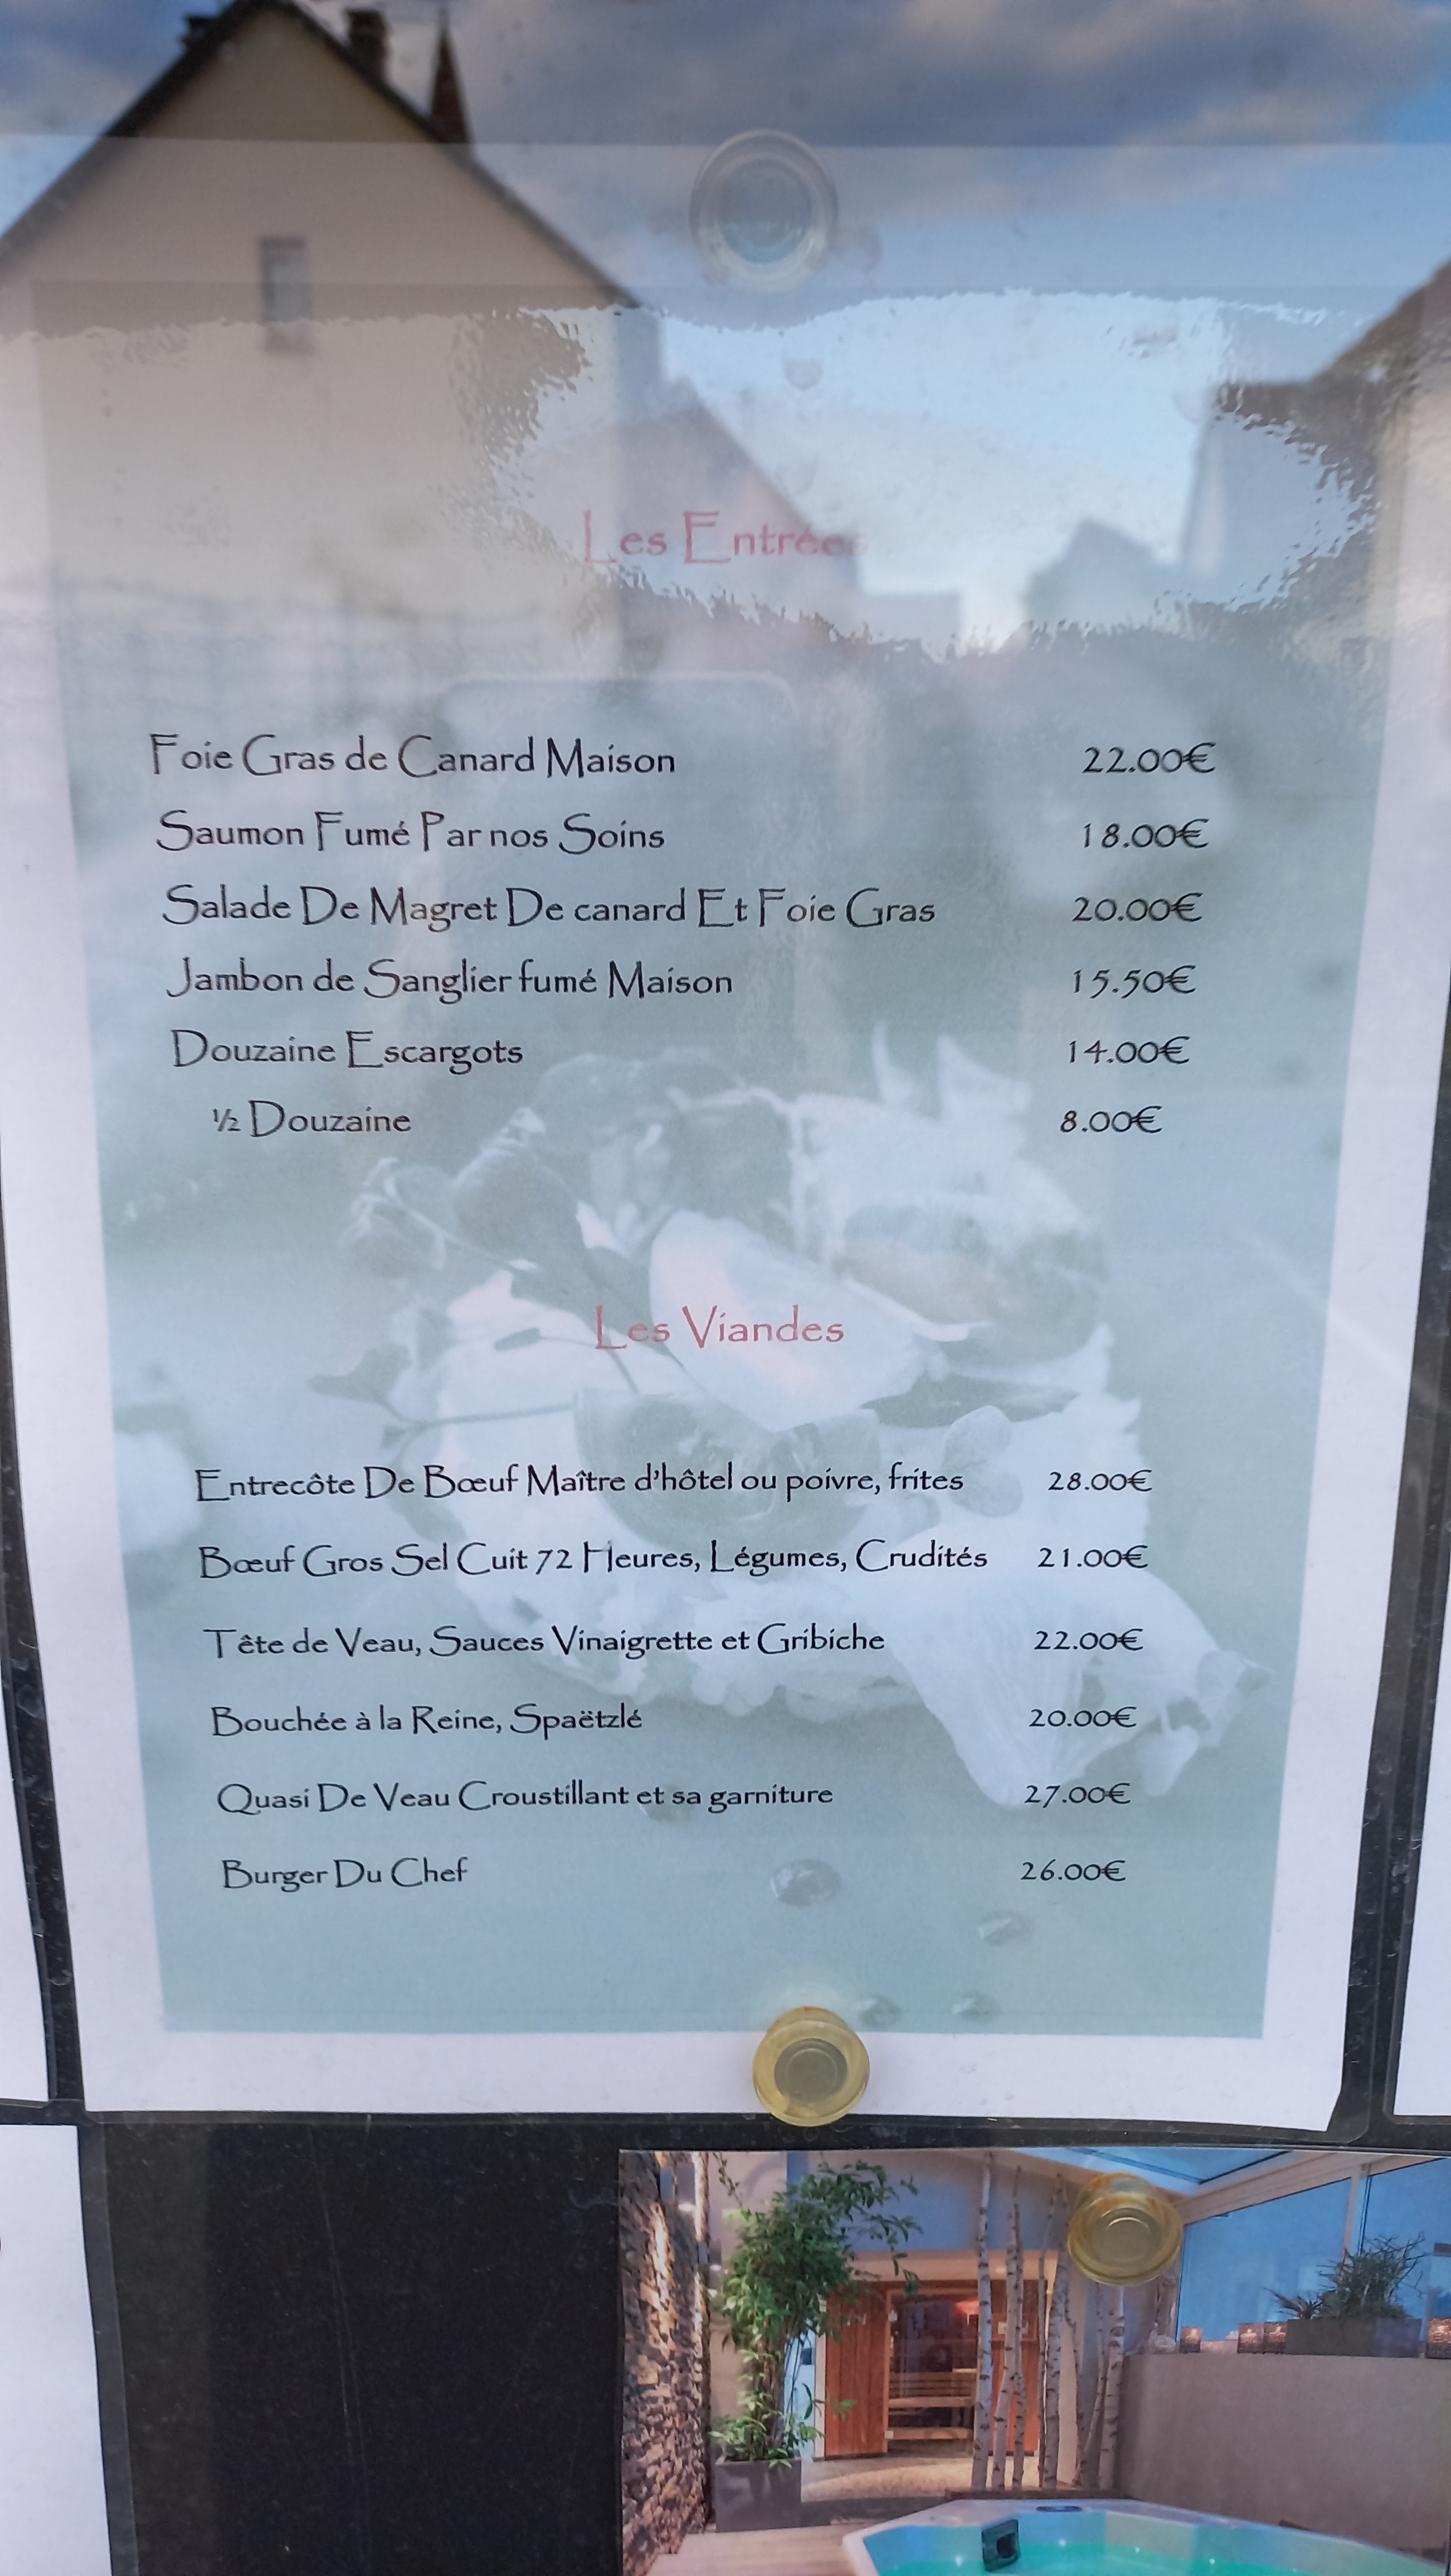 Les Entrées
Foie Gras de Canard Maison 22.00€
Saumon Fumé Par nos Soins 18.00€
Salade De Magret De canard Et Foie Gras 20.00€
Jambon de Sanglier fumé Maison 15.50€
Douzaine Escargots 14.00€
½ Douzaine 8.00€
Les Viandes
Entrecôte De Bœuf Maître d'hôtel ou poivre, frites 28.00€
Bœuf Gros Sel Cuit 72 Heures, Légumes, Crudités 21.00€
Tête de Veau, Sauces Vinaigrette et Gribiche 22.00€
Bouchée à la Reine, Spaëtzlé 20.00€
Quasi De Veau Croustillant et sa garniture 27.00€
Burger Du Chef 26.00€